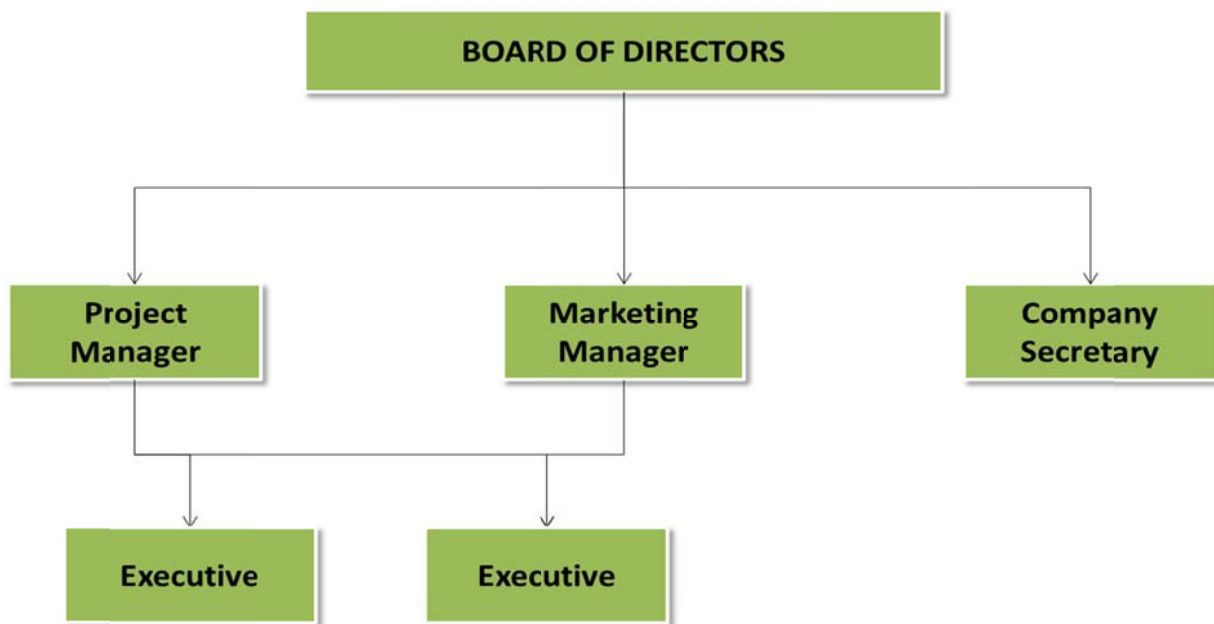 BOARD OF DIRECTORS
Project
Manager
Marketing
Manager
Company
Secretary
Executive
Executive